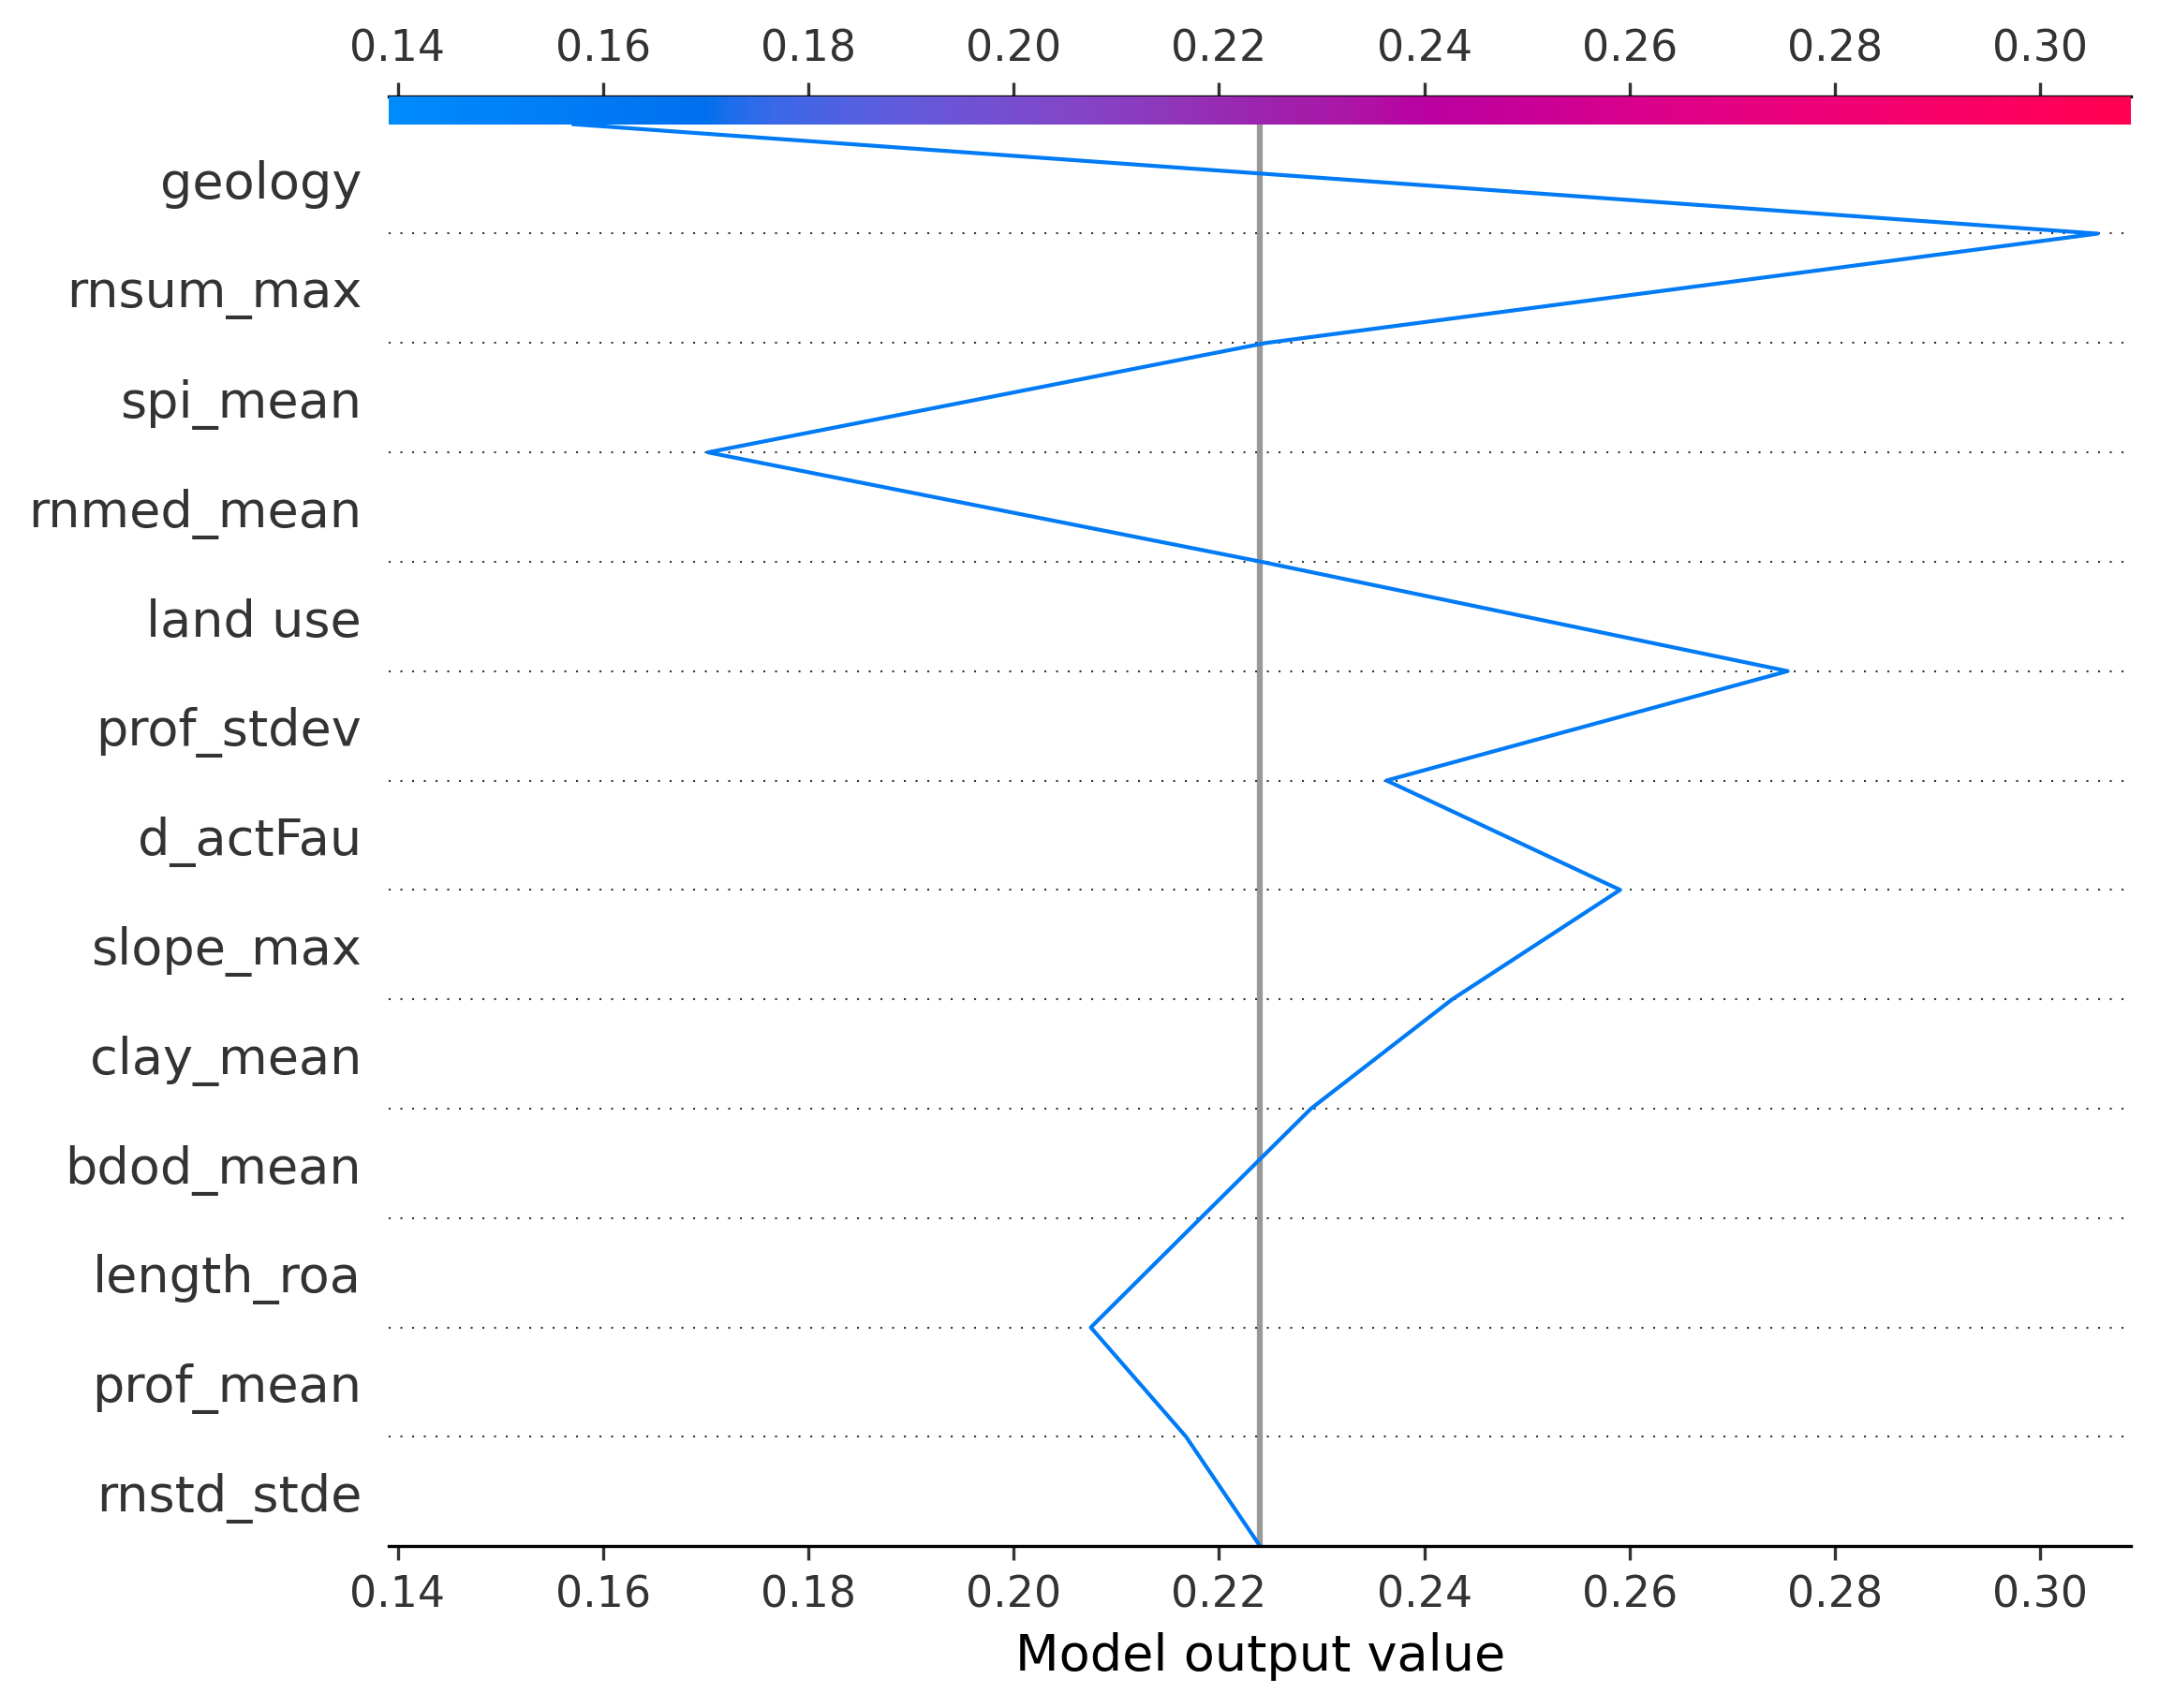 0.14 0.16 0.18 0.20 0.22 0.24 0.26 0.28 0.30
geology
rnsum_max
spi_mean
rnmed_mean
land use
prof_stdev
d_actFau
slope_max
clay_mean
bdod_mean
length_roa
prof_mean
rnstd_stde
0.14 0.16 0.18 0.20 0.22 0.24 0.26 0.28 0.30
Model output value